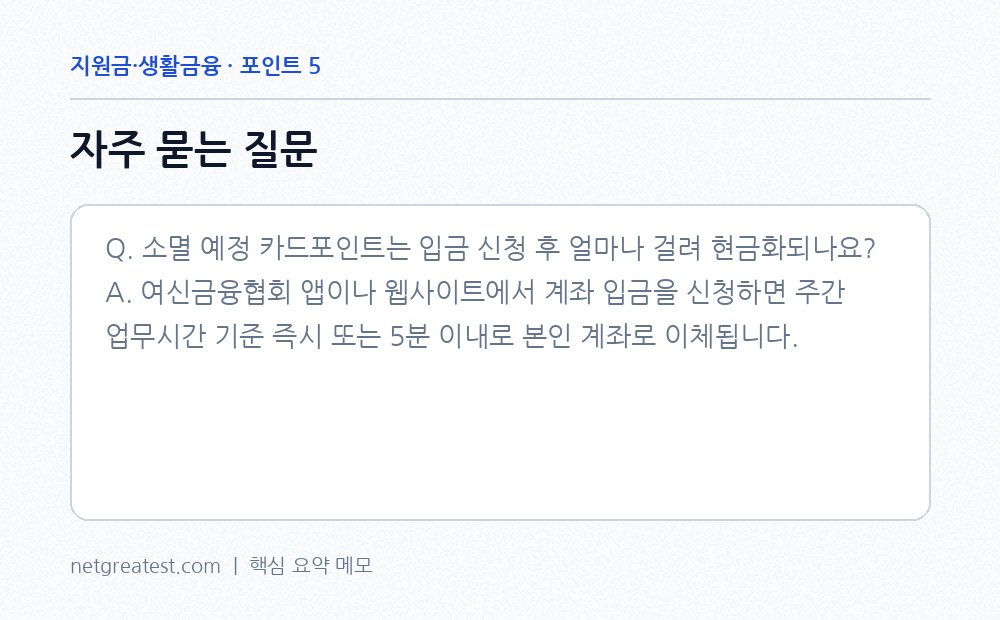 지원금·생활금융 · 포인트 5
자주 묻는 질문
Q. 소멸 예정 카드포인트는 입금 신청 후 얼마나 걸려 현금화되나요?
A. 여신금융협회 앱이나 웹사이트에서 계좌 입금을 신청하면 주간
업무시간 기준 즉시 또는 5분 이내로 본인 계좌로 이체됩니다.
netgreatest.com | 핵심 요약 메모